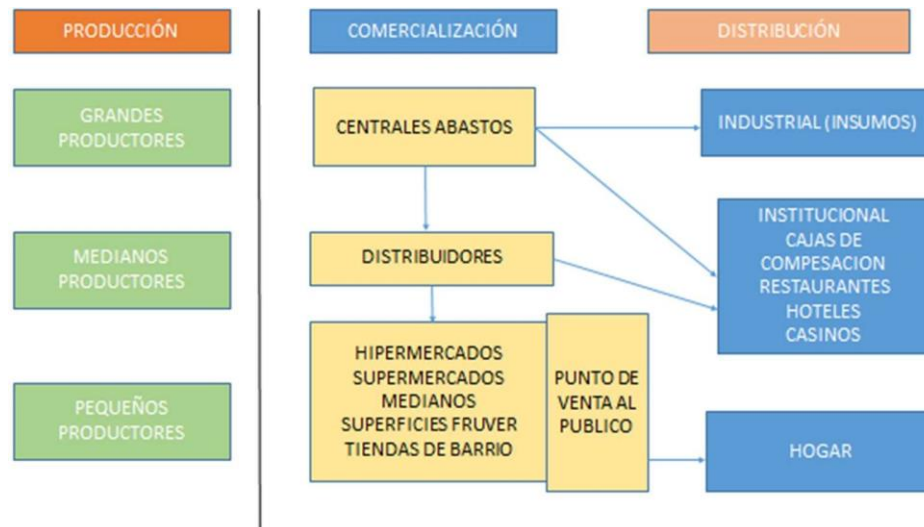 PRODUCCIÓN
COMERCIALIZACIÓN
DISTRIBUCIÓN
GRANDES
PRODUCTORES
CENTRALES ABASTOS
INDUSTRIAL (INSUMOS)
MEDIANOS
PRODUCTORES
DISTRIBUIDORES
INSTITUCIONAL
CAJAS DE
COMPESACION
RESTAURANTES
HOTELES
CASINOS
PEQUEÑOS
PRODUCTORES
HIPERMERCADOS
SUPERMERCADOS
MEDIANOS
SUPERFICIES FRUVER
TIENDAS DE BARRIO
PUNTO DE
VENTA AL
PUBLICO
HOGAR